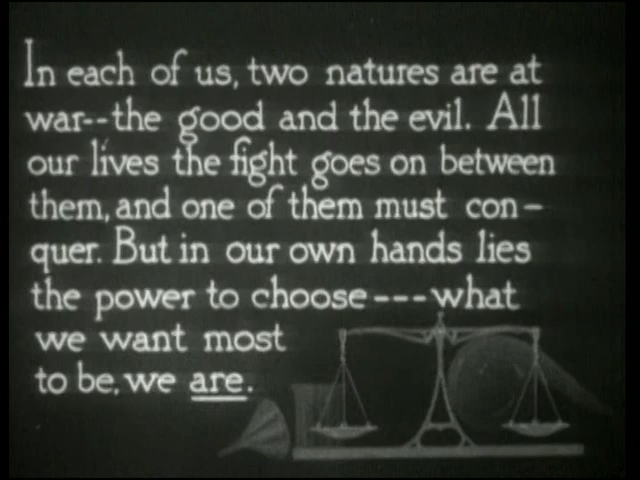 In each of us, two natures are at
war--the good and the evil. All
our lives the fight goes on between
them, and one of them must con-
quer. But in our own hands lies
the power to choose---what
we want most
to be, we are.